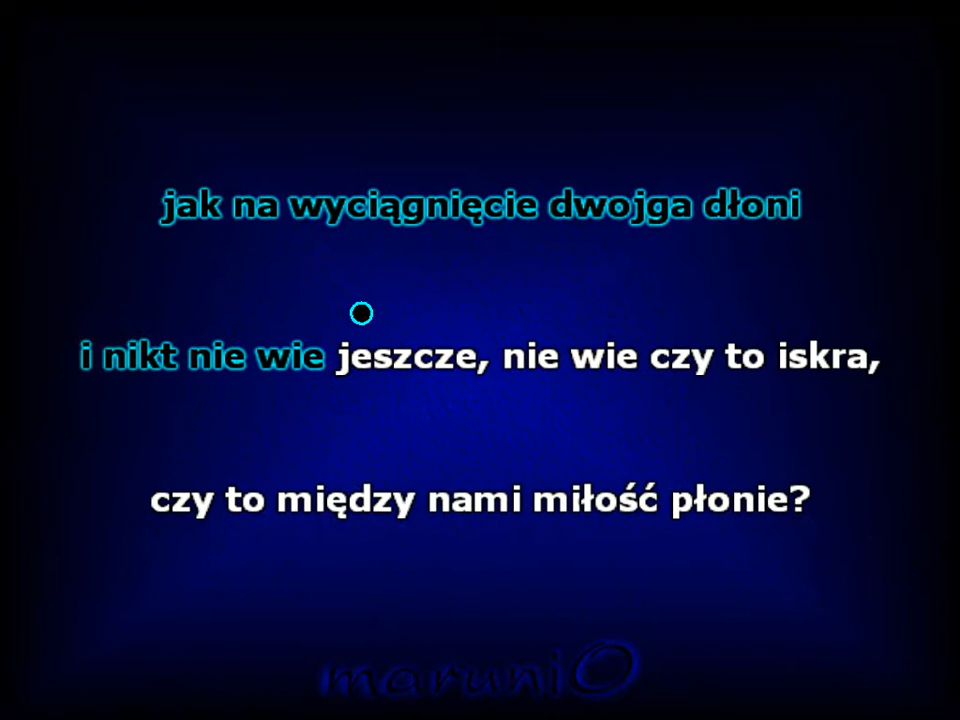 jak na wyciągnięcie dwojga dłoni
i nikt nie wie jeszcze, nie wie czy to iskra,
czy to między nami miłość płonie?
maruniO